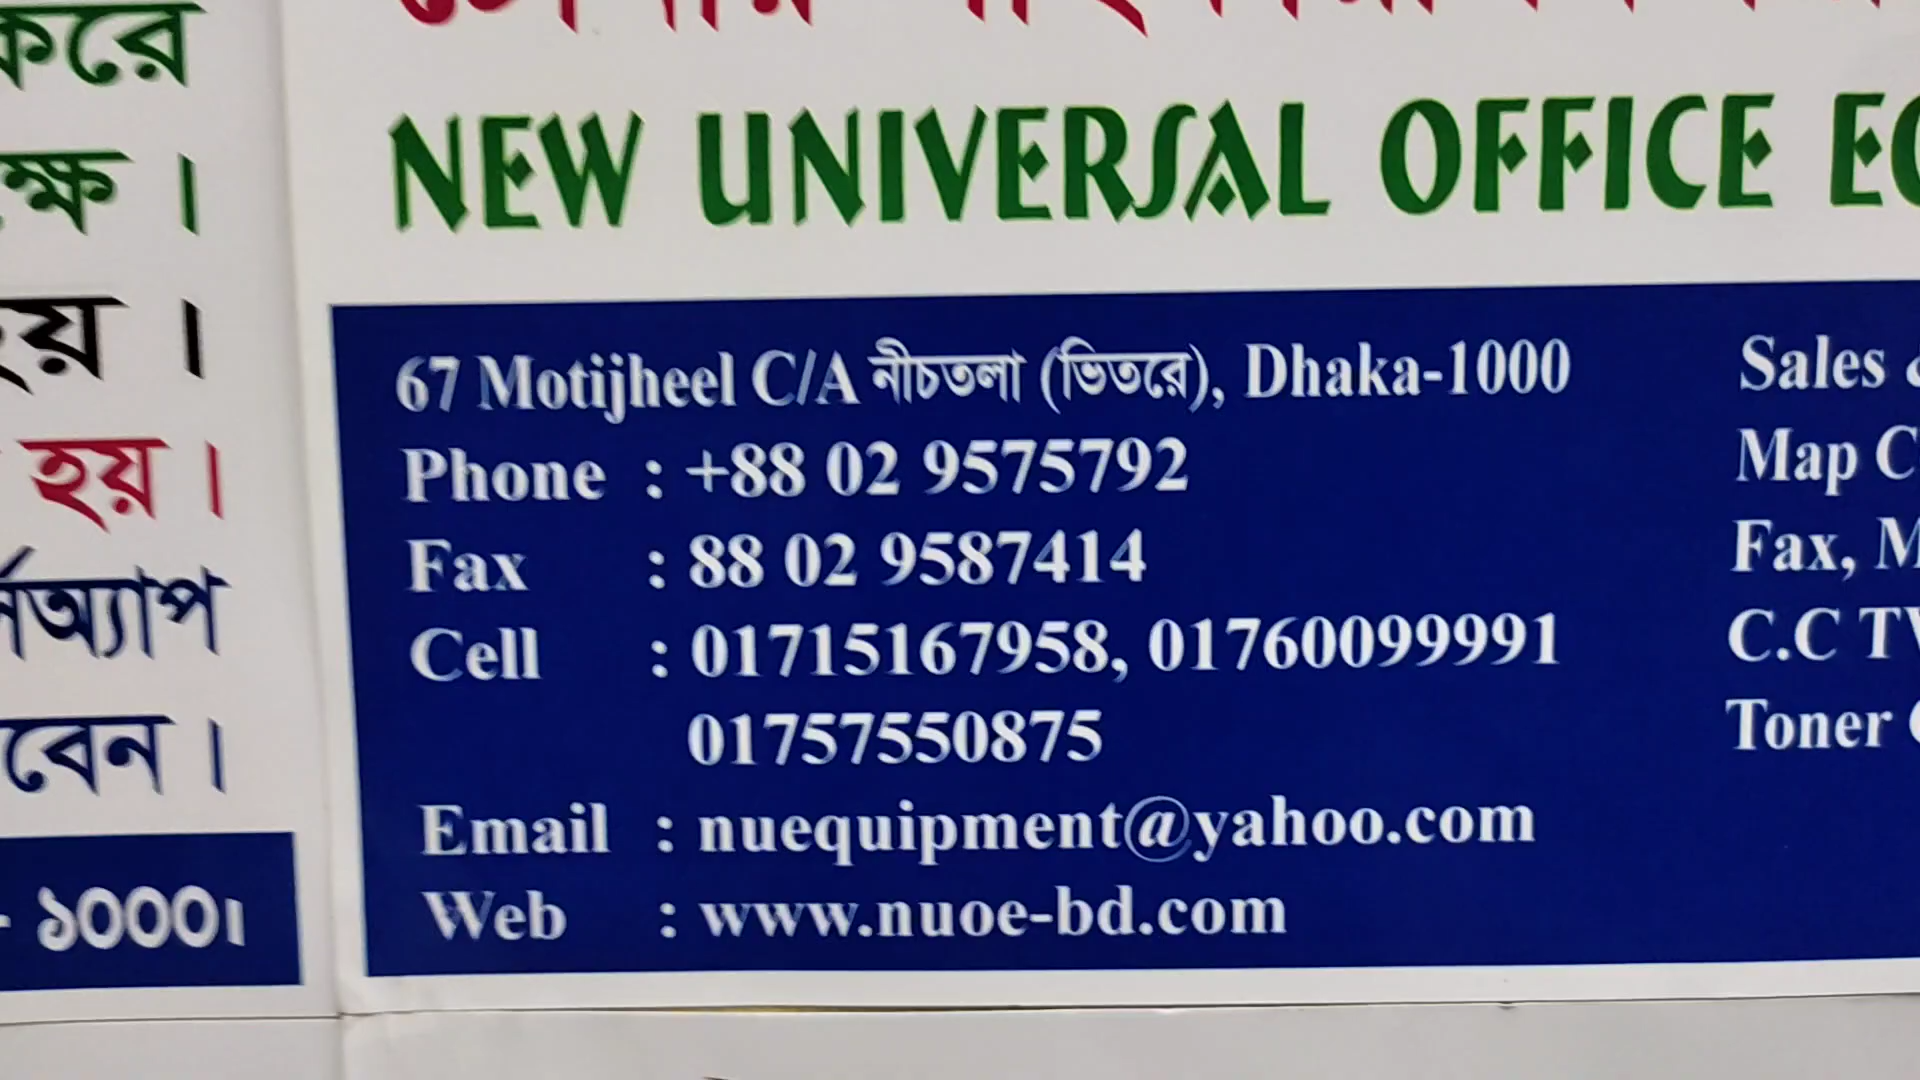 করে
NEW UNIVERSAL OFFICE
ক্ষে ।
হয় ।
হয় ।
বেন ।
- ১০০০।
67 Motijheel C/A নীচতলা (ভিতরে), Dhaka-1000
Phone : +88 02 9575792
Fax : 88 02 9587414
Cell : 01715167958, 01760099991
01757550875
Email : nuequipment@yahoo.com
Web : www.nuoe-bd.com
Sales
Map
Fax,
C.C
Toner